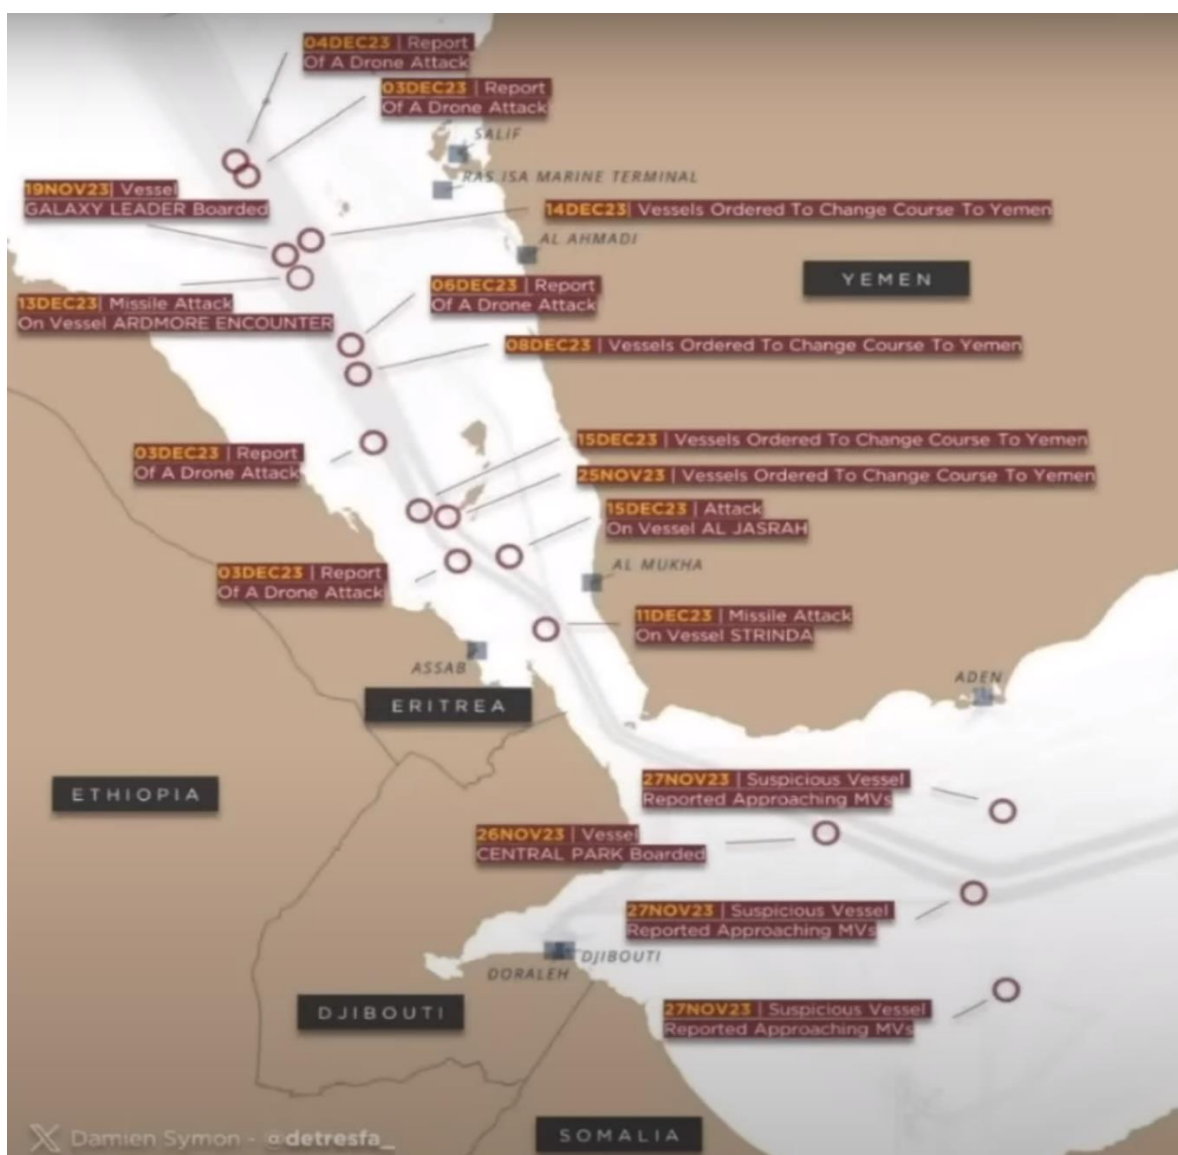 04DEC23 | Report
Of A Drone Attack
03DEC23 | Report
Of A Drone Attack
SALIF
RAS ISA MARINE TERMINAL
19NOV23| Vessel
GALAXY LEADER Boarded
14DEC23| Vessels Ordered To Change Course To Yemen
AL AHMADI
YEMEN
06DEC23 | Report
Of A Drone Attack
13DEC23| Missile Attack
On Vessel ARDMORE ENCOUNTER
08DEC23 | Vessels Ordered To Change Course To Yemen
15DEC23 | Vessels Ordered To Change Course To Yemen
03DEC23 | Report
Of A Drone Attack
25NOV23 | Vessels Ordered To Change Course To Yemen
15DEC23 | Attack
On Vessel AL JASRAH
AL MUKHA
03DEC23 | Report
Of A Drone Attack
11DEC23 | Missile Attack
On Vessel STRINDA
ASSAB
ADEN
ERITREA
ETHIOPIA
27NOV23 | Suspicious Vessel
Reported Approaching MVs
26NOV23 | Vessel
CENTRAL PARK Boarded
27NOV23 | Suspicious Vessel
Reported Approaching MVs
DJIBOUTI
DORALEH
DJIBOUTI
27NOV23 | Suspicious Vessel
Reported Approaching MVs
X Damien Symon - @detresfa_
SOMALIA